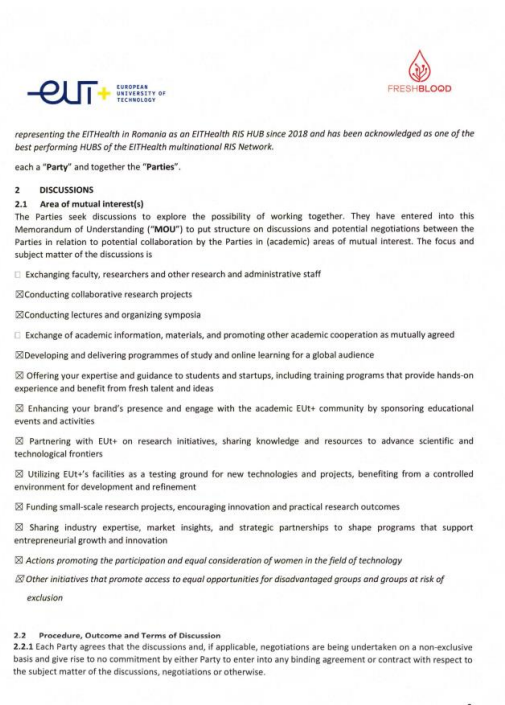 EUT+ EUROPEAN
UNIVERSITY OF
TECHNOLOGY
FRESHBLOOD
representing the EITHealth in Romania as an EITHealth RIS HUB since 2018 and has been acknowledged as one of the
best performing HUBS of the EITHealth multinational RIS Network.
each a "Party" and together the "Parties".
2 DISCUSSIONS
2.1 Area of mutual interest(s)
The Parties seek discussions to explore the possibility of working together. They have entered into this
Memorandum of Understanding ("MOU") to put structure on discussions and potential negotiations between the
Parties in relation to potential collaboration by the Parties in (academic) areas of mutual interest. The focus and
subject matter of the discussions is
☐ Exchanging faculty, researchers and other research and administrative staff
☒Conducting collaborative research projects
☒Conducting lectures and organizing symposia
☐ Exchange of academic information, materials, and promoting other academic cooperation as mutually agreed
☒Developing and delivering programmes of study and online learning for a global audience
☒ Offering your expertise and guidance to students and startups, including training programs that provide hands-on
experience and benefit from fresh talent and ideas
☒ Enhancing your brand's presence and engage with the academic EUt+ community by sponsoring educational
events and activities
☒ Partnering with EUt+ on research initiatives, sharing knowledge and resources to advance scientific and
technological frontiers
☒ Utilizing EUt+'s facilities as a testing ground for new technologies and projects, benefiting from a controlled
environment for development and refinement
☒ Funding small-scale research projects, encouraging innovation and practical research outcomes
☒ Sharing industry expertise, market insights, and strategic partnerships to shape programs that support
entrepreneurial growth and innovation
☒ Actions promoting the participation and equal consideration of women in the field of technology
☒ Other initiatives that promote access to equal opportunities for disadvantaged groups and groups at risk of
exclusion
2.2 Procedure, Outcome and Terms of Discussion
2.2.1 Each Party agrees that the discussions and, if applicable, negotiations are being undertaken on a non-exclusive
basis and give rise to no commitment by either Party to enter into any binding agreement or contract with respect to
the subject matter of the discussions, negotiations or otherwise.